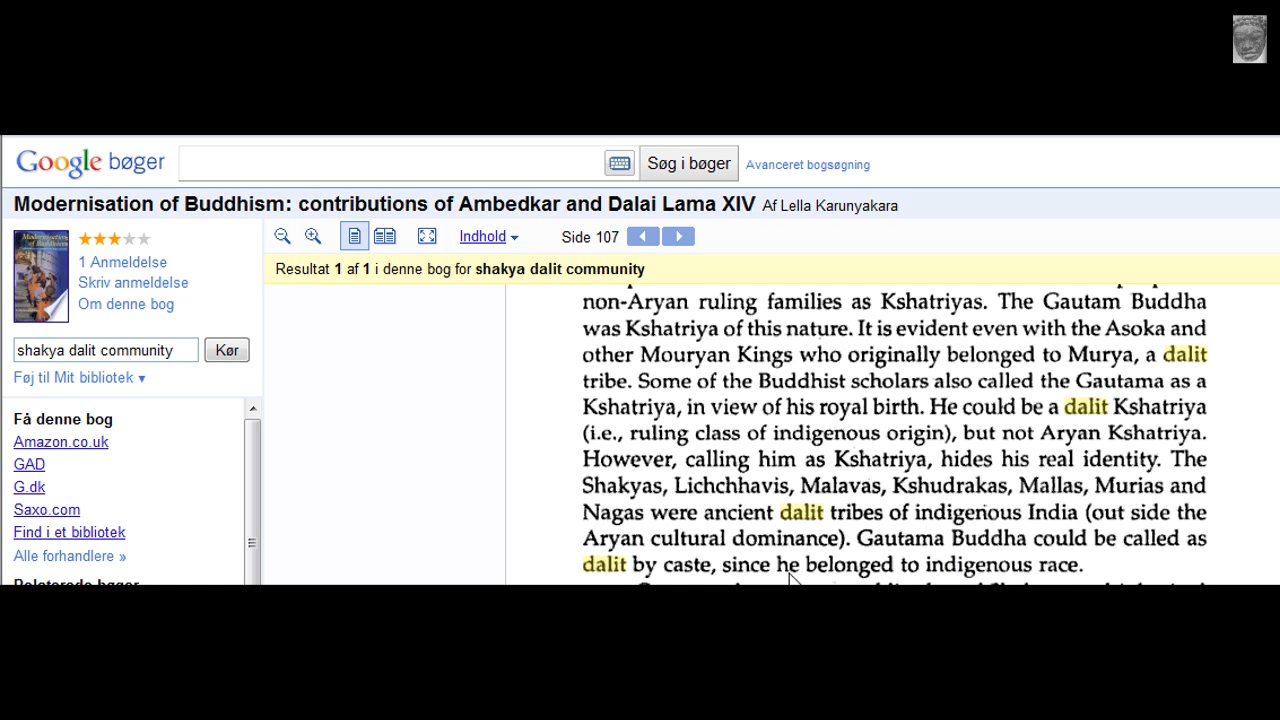 Google bøger
Søg i bøger
Avanceret bogsøgning
Modernisation of Buddhism: contributions of Ambedkar and Dalai Lama XIV Af Lella Karunyakara
1 Anmeldelse
Skriv anmeldelse
Om denne bog
shakya dalit community
Kør
Føj til Mit bibliotek ▾
Få denne bog
Amazon.co.uk
GAD
G.dk
Saxo.com
Find i et bibliotek
Alle forhandlere »
Relaterede bøger
Indhold
Side 107
Resultat 1 af 1 i denne bog for shakya dalit community
non-Aryan ruling families as Kshatriyas. The Gautam Buddha
was Kshatriya of this nature. It is evident even with the Asoka and
other Mouryan Kings who originally belonged to Murya, a dalit
tribe. Some of the Buddhist scholars also called the Gautama as a
Kshatriya, in view of his royal birth. He could be a dalit Kshatriya
(i.e., ruling class of indigenous origin), but not Aryan Kshatriya.
However, calling him as Kshatriya, hides his real identity. The
Shakyas, Lichchhavis, Malavas, Kshudrakas, Mallas, Murias and
Nagas were ancient dalit tribes of indigenous India (out side the
Aryan cultural dominance). Gautama Buddha could be called as
dalit by caste, since he belonged to indigenous race.